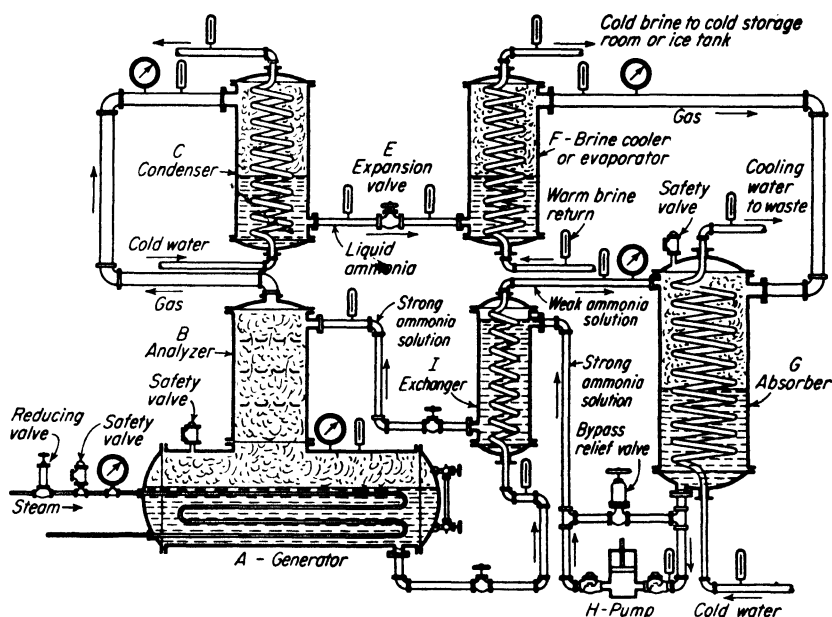 Cold brine to cold storage
room or ice tank
Gas
C
Condenser
E
Expansion
valve
F-Brine cooler
or evaporator
Cooling
water
to waste
Safety
valve
Warm brine
return
Cold water
Liquid
ammonia
Gas
Strong
ammonia
solution
Weak ammonia
solution
B
Analyzer
I
Exchanger
Strong
ammonia
solution
G
Absorber
Safety
valve
Reducing
valve
Safety
valve
Bypass
relief valve
Steam
A - Generator
H-Pump
Cold water